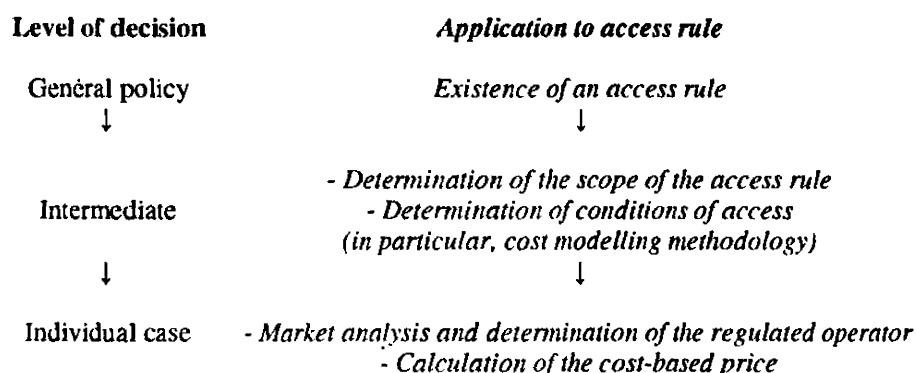 Level of decision Application to access rule
General policy Existence of an access rule
↓ ↓
- Determination of the scope of the access rule
Intermediate - Determination of conditions of access
(in particular, cost modelling methodology)
↓ ↓
Individual case - Market analysis and determination of the regulated operator
- Calculation of the cost-based price